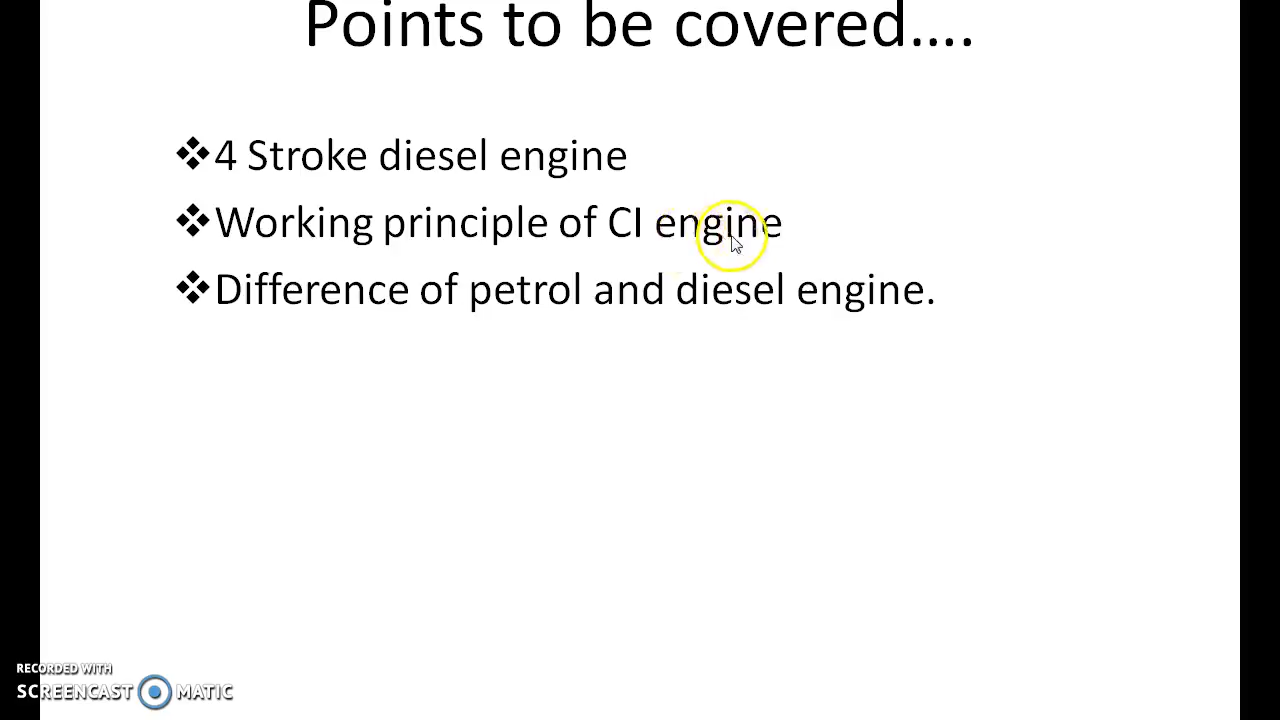 Points to be covered....
❖4 Stroke diesel engine
❖Working principle of CI engine
❖Difference of petrol and diesel engine.
RECORDED WITH
SCREENCAST MATIC